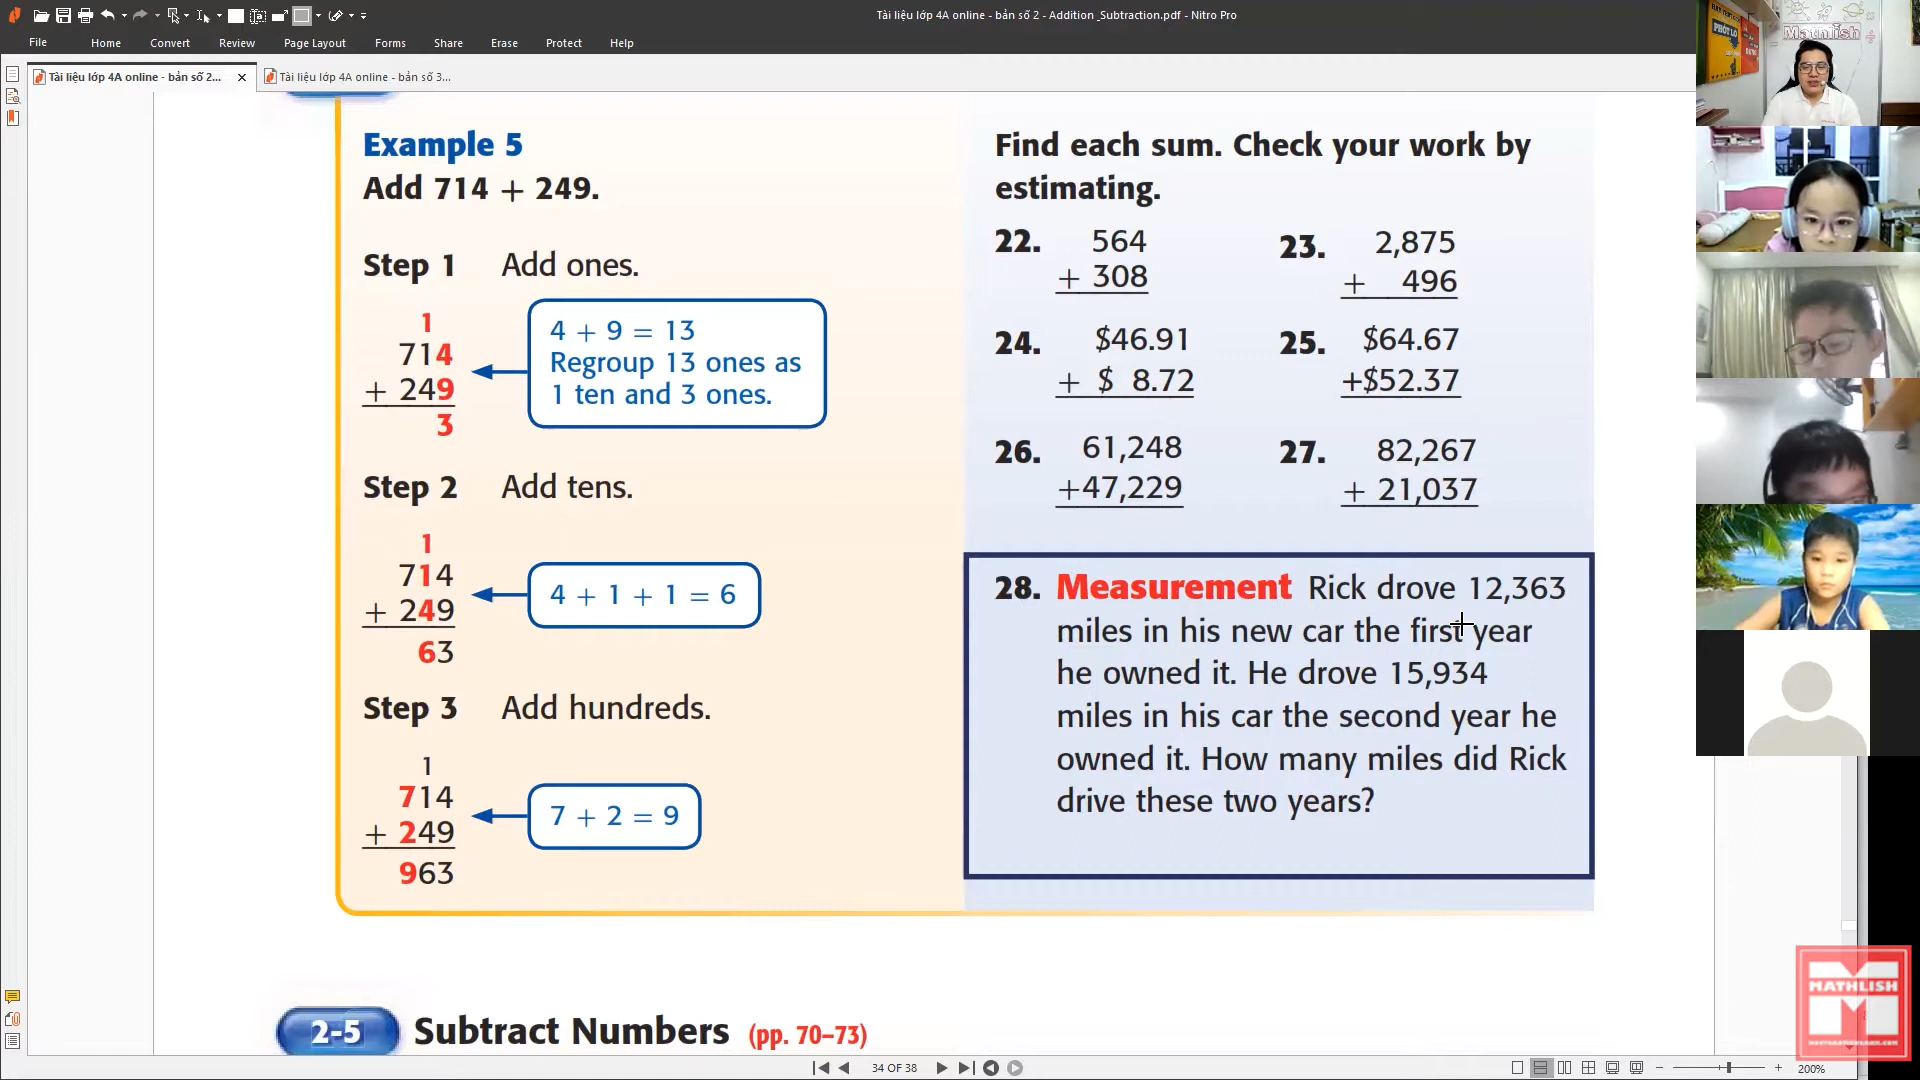 Tài liệu lớp 4A online - bản số 2 - Addition _Subtraction.pdf - Nitro Pro
File Home Convert Review Page Layout Forms Share Erase Protect Help
Tài liệu lớp 4A online - bản số 2... × Tài liệu lớp 4A online - bản số 3...
Example 5
Add 714 + 249.
Step 1 Add ones.
1
714
+ 249
3
4 + 9 = 13
Regroup 13 ones as
1 ten and 3 ones.
Step 2 Add tens.
1
714
+ 249
63
4 + 1 + 1 = 6
Step 3 Add hundreds.
1
714
+ 249
963
7 + 2 = 9
Find each sum. Check your work by
estimating.
22. 564
+ 308
23. 2,875
+ 496
24. $46.91
+ $ 8.72
25. $64.67
+$52.37
26. 61,248
+47,229
27. 82,267
+ 21,037
28. Measurement Rick drove 12,363
miles in his new car the first year
he owned it. He drove 15,934
miles in his car the second year he
owned it. How many miles did Rick
drive these two years?
2-5 Subtract Numbers (pp. 70–73)
34 OF 38
200%
Mathlish
MATHLISH